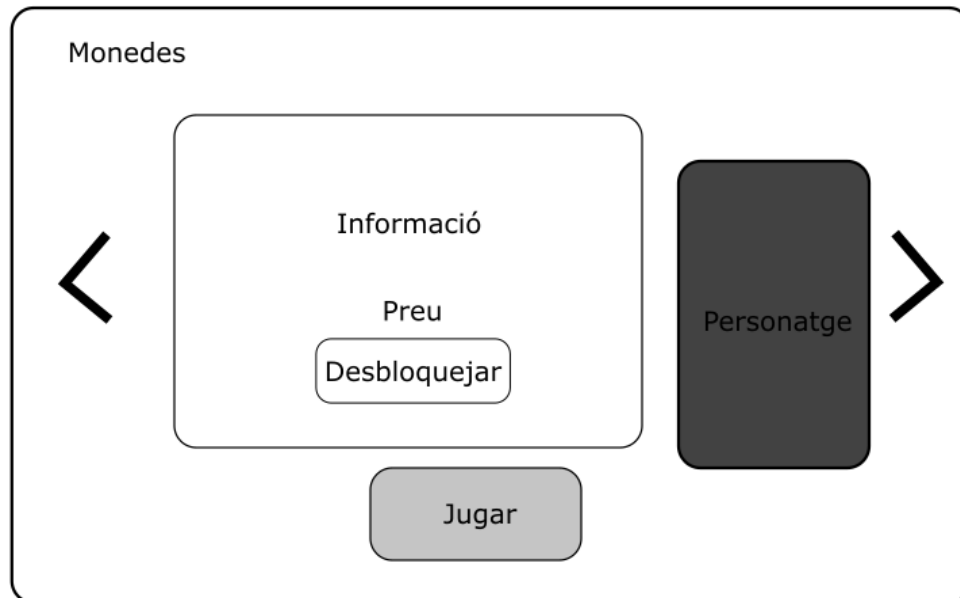 Monedes
Informació
Preu
Personatge
Desbloquejar
Jugar